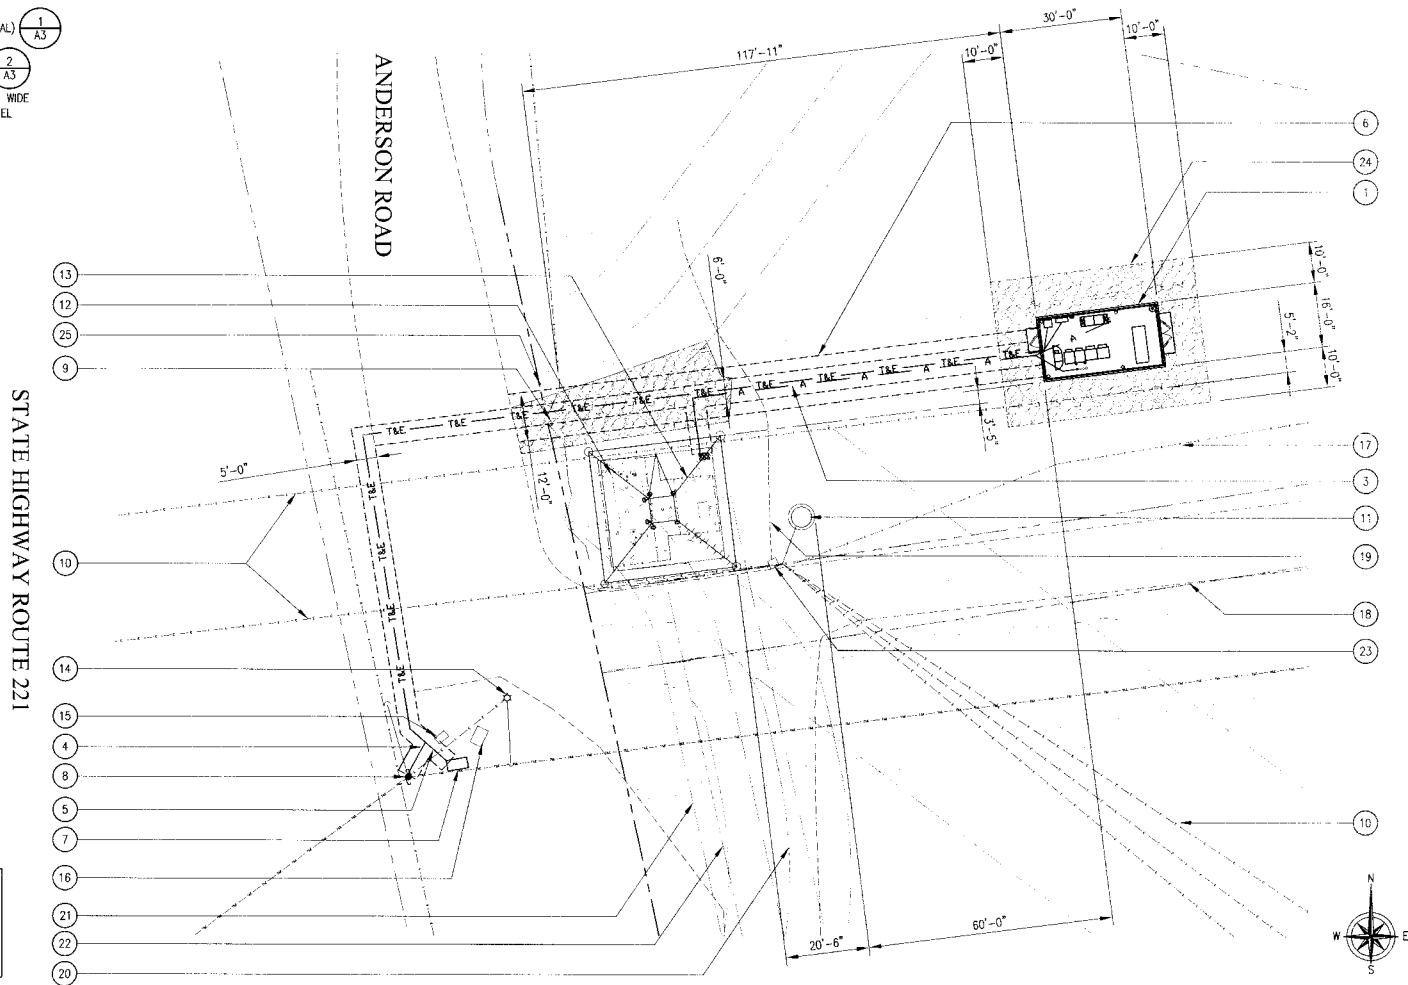 AL)
1
A3
2
A3
WIDE
EL
ANDERSON ROAD
STATE HIGHWAY ROUTE 221
117'-11"
30'-0"
10'-0"
10'-0"
6
24
1
13
12
25
9
6'-0"
10'-0"
16'-0"
5'-2"
10'-0"
A
T&E
T&E
T&E
T&E
T&E
T&E
A
T&E
A
T&E
A
T&E
A
T&E
3'-5"
5'-0"
12'-0"
T&E
T&E
T&E
T&E
17
3
11
19
18
23
10
10
14
15
4
8
5
7
16
21
22
20
20'-6"
60'-0"
N
W
E
S